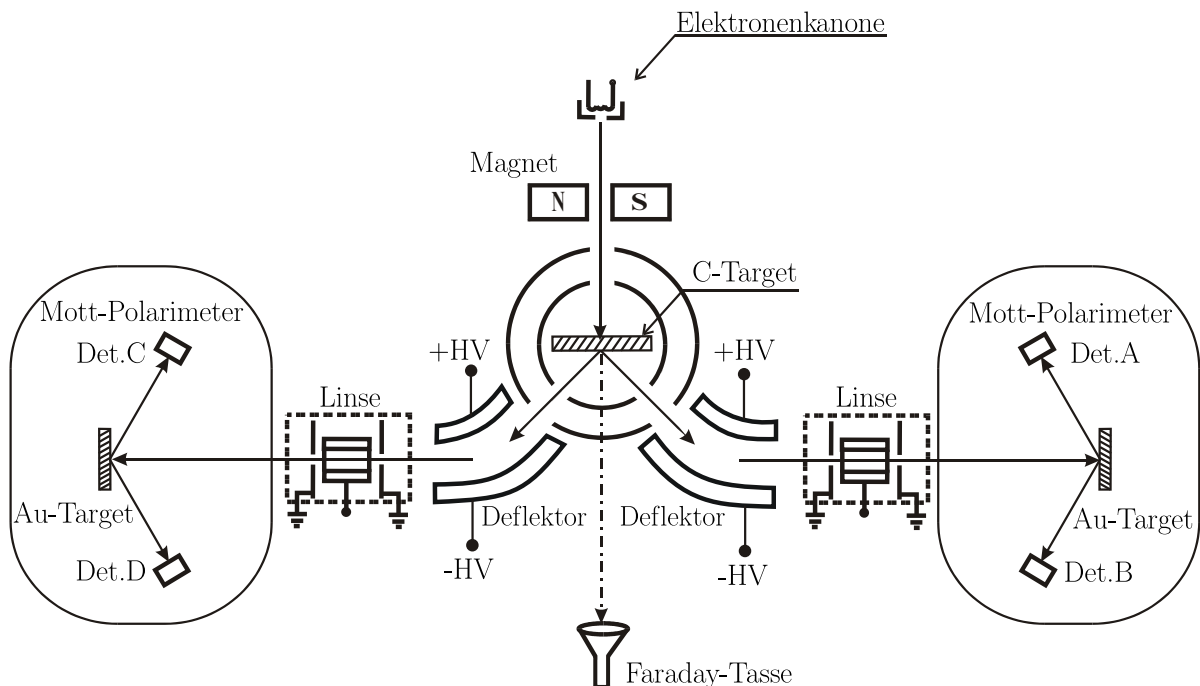 Elektronenkanone
Magnet
N S
C-Target
Mott-Polarimeter
Det.C
+HV
+HV
Mott-Polarimeter
Det.A
Linse
Linse
Au-Target
Deflektor
Deflektor
Au-Target
Det.D
-HV
-HV
Det.B
Faraday-Tasse